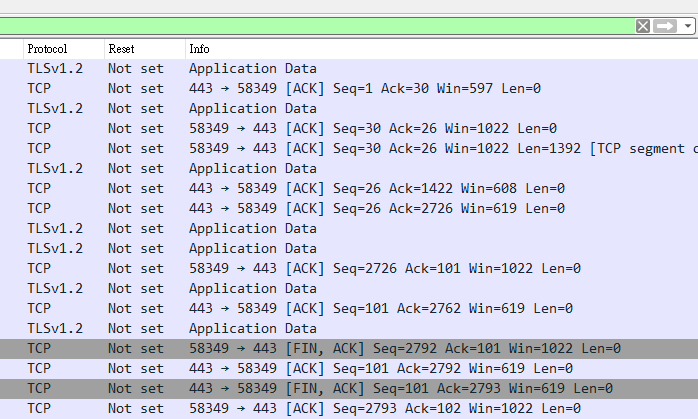 Protocol Reset Info
TLSv1.2 Not set Application Data
TCP Not set 443 → 58349 [ACK] Seq=1 Ack=30 Win=597 Len=0
TLSv1.2 Not set Application Data
TCP Not set 58349 → 443 [ACK] Seq=30 Ack=26 Win=1022 Len=0
TCP Not set 58349 → 443 [ACK] Seq=30 Ack=26 Win=1022 Len=1392 [TCP segment
TLSv1.2 Not set Application Data
TCP Not set 443 → 58349 [ACK] Seq=26 Ack=1422 Win=608 Len=0
TCP Not set 443 → 58349 [ACK] Seq=26 Ack=2726 Win=619 Len=0
TLSv1.2 Not set Application Data
TLSv1.2 Not set Application Data
TCP Not set 58349 → 443 [ACK] Seq=2726 Ack=101 Win=1022 Len=0
TLSv1.2 Not set Application Data
TCP Not set 443 → 58349 [ACK] Seq=101 Ack=2762 Win=619 Len=0
TLSv1.2 Not set Application Data
TCP Not set 58349 → 443 [FIN, ACK] Seq=2792 Ack=101 Win=1022 Len=0
TCP Not set 443 → 58349 [ACK] Seq=101 Ack=2792 Win=619 Len=0
TCP Not set 443 → 58349 [FIN, ACK] Seq=101 Ack=2793 Win=619 Len=0
TCP Not set 58349 → 443 [ACK] Seq=2793 Ack=102 Win=1022 Len=0